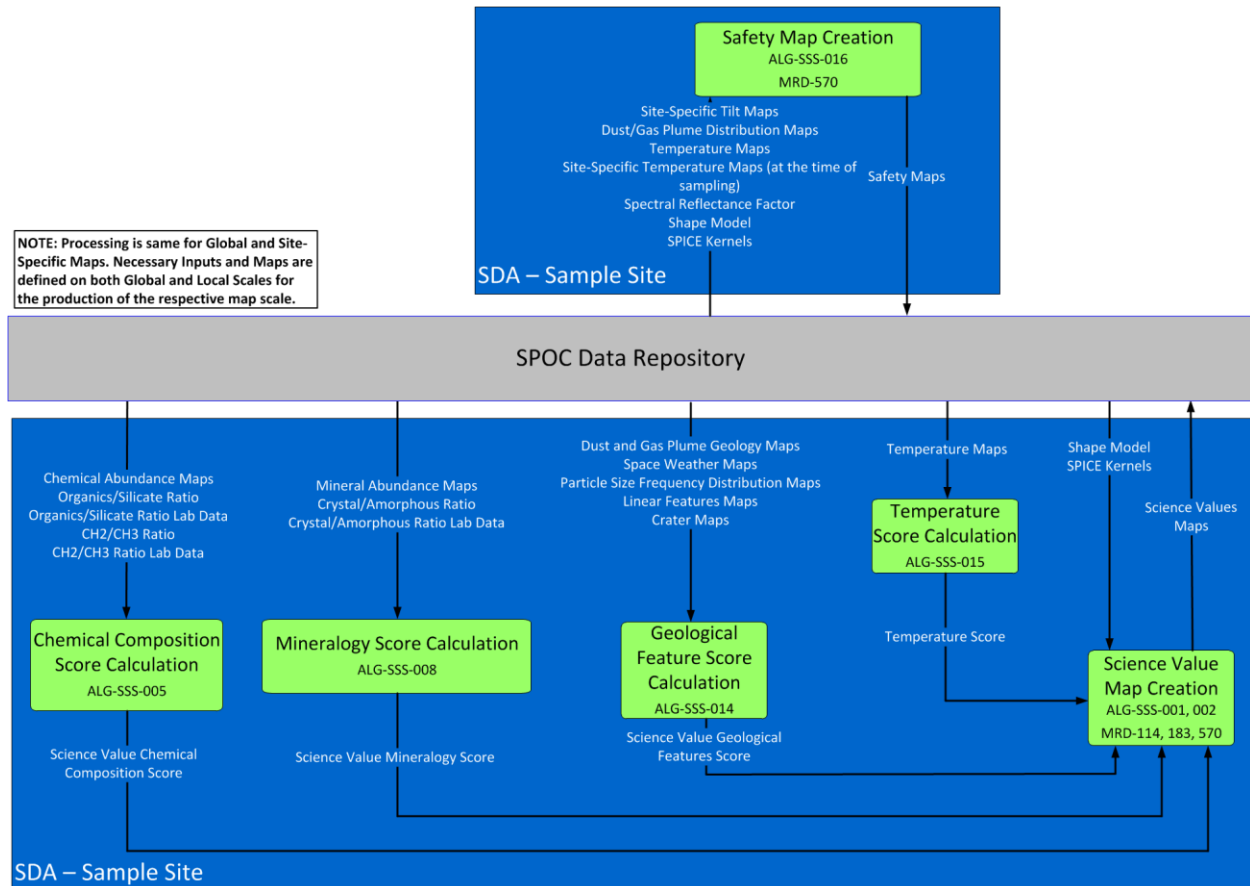 Safety Map Creation
ALG-SSS-016
MRD-570
Site-Specific Tilt Maps
Dust/Gas Plume Distribution Maps
Temperature Maps
Site-Specific Temperature Maps (at the time of
sampling)
Spectral Reflectance Factor
Shape Model
SPICE Kernels
Safety Maps
SDA – Sample Site
NOTE: Processing is same for Global and Site-
Specific Maps. Necessary Inputs and Maps are
defined on both Global and Local Scales for
the production of the respective map scale.
SPOC Data Repository
Chemical Abundance Maps
Organics/Silicate Ratio
Organics/Silicate Ratio Lab Data
CH2/CH3 Ratio
CH2/CH3 Ratio Lab Data
Mineral Abundance Maps
Crystal/Amorphous Ratio
Crystal/Amorphous Ratio Lab Data
Dust and Gas Plume Geology Maps
Space Weather Maps
Particle Size Frequency Distribution Maps
Linear Features Maps
Crater Maps
Temperature Maps
Shape Model
SPICE Kernels
Science Values
Maps
Temperature
Score Calculation
ALG-SSS-015
Chemical Composition
Score Calculation
ALG-SSS-005
Mineralogy Score Calculation
ALG-SSS-008
Geological
Feature Score
Calculation
ALG-SSS-014
Temperature Score
Science Value
Map Creation
ALG-SSS-001, 002
MRD-114, 183, 570
Science Value Chemical
Composition Score
Science Value Mineralogy Score
Science Value Geological
Features Score
SDA – Sample Site